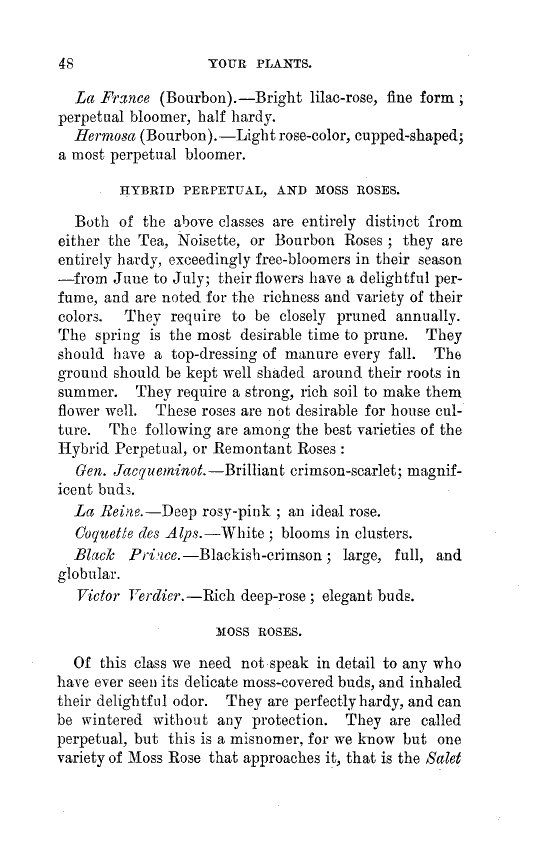 48 YOUR PLANTS.
La France (Bourbon).—Bright lilac-rose, fine form ;
perpetual bloomer, half hardy.
Hermosa (Bourbon).—Light rose-color, cupped-shaped;
a most perpetual bloomer.
HYBRID PERPETUAL, AND MOSS ROSES.
Both of the above classes are entirely distinct from
either the Tea, Noisette, or Bourbon Roses ; they are
entirely hardy, exceedingly free-bloomers in their season
—from June to July; their flowers have a delightful per-
fume, and are noted for the richness and variety of their
colors. They require to be closely pruned annually.
The spring is the most desirable time to prune. They
should have a top-dressing of manure every fall. The
ground should be kept well shaded around their roots in
summer. They require a strong, rich soil to make them
flower well. These roses are not desirable for house cul-
ture. The following are among the best varieties of the
Hybrid Perpetual, or Remontant Roses :
Gen. Jacqueminot.—Brilliant crimson-scarlet; magnif-
icent buds.
La Reine.—Deep rosy-pink ; an ideal rose.
Coquette des Alps.—White ; blooms in clusters.
Black Prince.—Blackish-crimson ; large, full, and
globular.
Victor Verdier.—Rich deep-rose ; elegant buds.
MOSS ROSES.
Of this class we need not speak in detail to any who
have ever seen its delicate moss-covered buds, and inhaled
their delightful odor. They are perfectly hardy, and can
be wintered without any protection. They are called
perpetual, but this is a misnomer, for we know but one
variety of Moss Rose that approaches it, that is the Salet